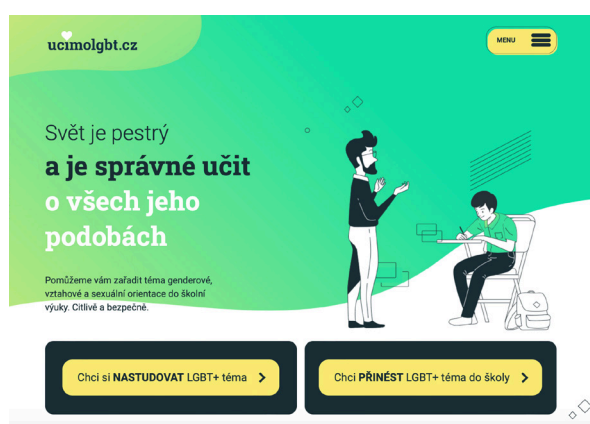 ucimolgbt.cz
MENU
Svět je pestrý
a je správné učit
o všech jeho
podobách
Pomůžeme vám zařadit téma genderové,
vztahové a sexuální orientace do školní
výuky. Citlivě a bezpečně.
Chci si NASTUDOVAT LGBT+ téma
Chci PŘINÉST LGBT+ téma do školy